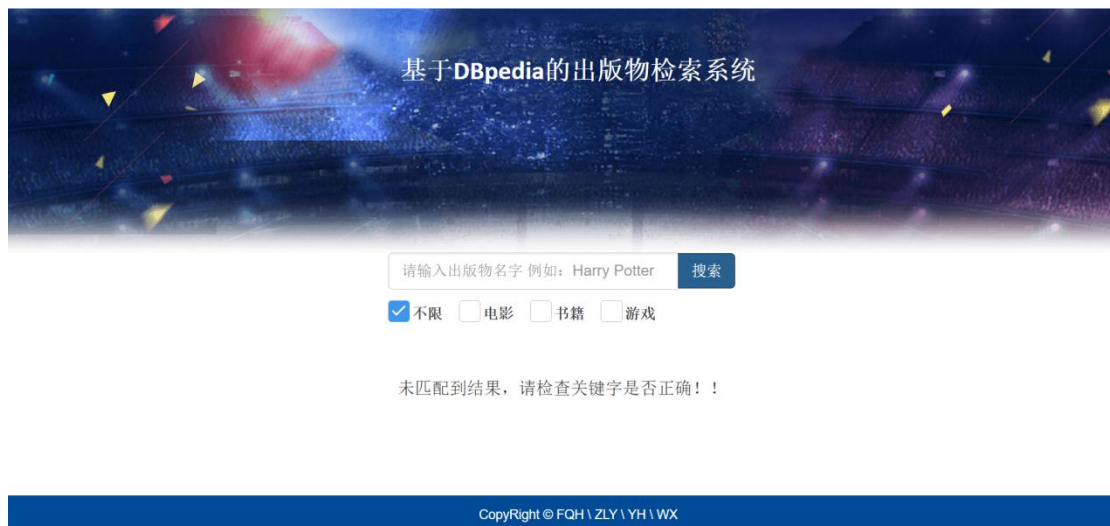 基于DBpedia的出版物检索系统
请输入出版物名字 例如：Harry Potter 搜索
不限 电影 书籍 游戏
未匹配到结果，请检查关键字是否正确！！
CopyRight © FQH \ ZLY \ YH \ WX